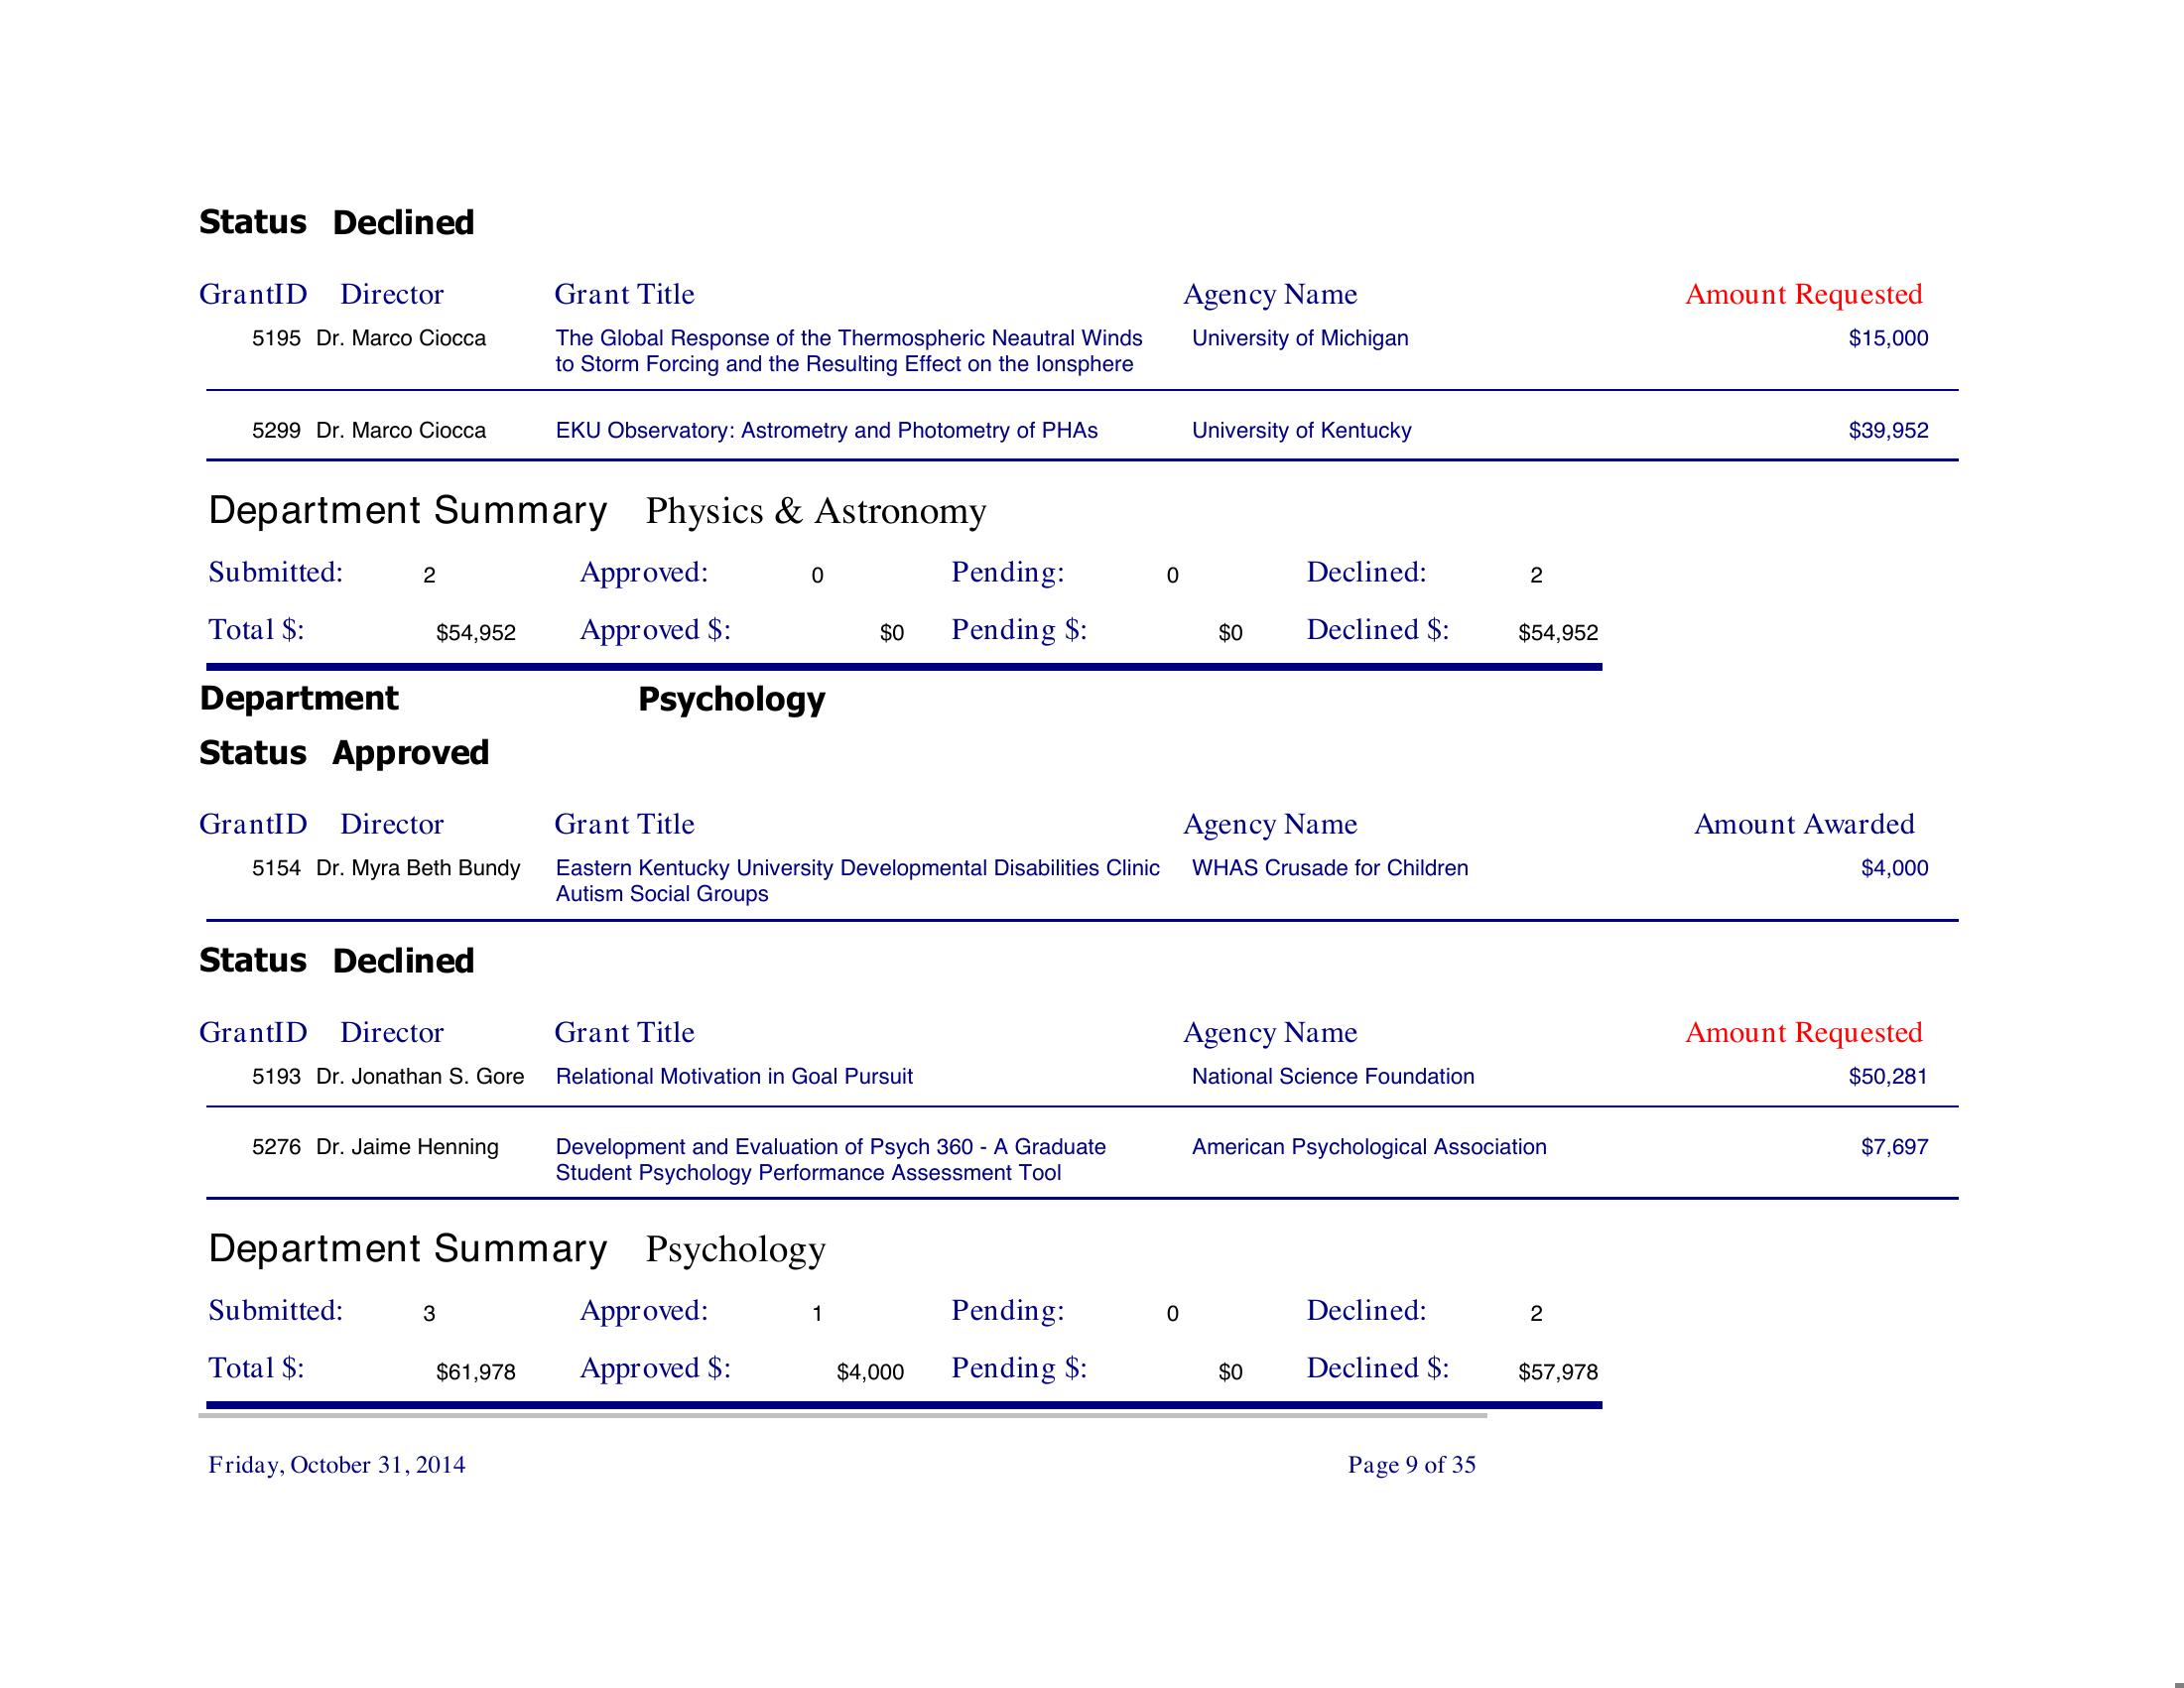 Status Declined
GrantID Director Grant Title Agency Name Amount Requested
5195 Dr. Marco Ciocca The Global Response of the Thermospheric Neautral Winds University of Michigan $15,000
to Storm Forcing and the Resulting Effect on the Ionsphere
5299 Dr. Marco Ciocca EKU Observatory: Astrometry and Photometry of PHAs University of Kentucky $39,952
Department Summary Physics & Astronomy
Submitted: 2 Approved: 0 Pending: 0 Declined: 2
Total $: $54,952 Approved $: $0 Pending $: $0 Declined $: $54,952
Department Psychology
Status Approved
GrantID Director Grant Title Agency Name Amount Awarded
5154 Dr. Myra Beth Bundy Eastern Kentucky University Developmental Disabilities Clinic WHAS Crusade for Children $4,000
Autism Social Groups
Status Declined
GrantID Director Grant Title Agency Name Amount Requested
5193 Dr. Jonathan S. Gore Relational Motivation in Goal Pursuit National Science Foundation $50,281
5276 Dr. Jaime Henning Development and Evaluation of Psych 360 - A Graduate American Psychological Association $7,697
Student Psychology Performance Assessment Tool
Department Summary Psychology
Submitted: 3 Approved: 1 Pending: 0 Declined: 2
Total $: $61,978 Approved $: $4,000 Pending $: $0 Declined $: $57,978
Friday, October 31, 2014 Page 9 of 35